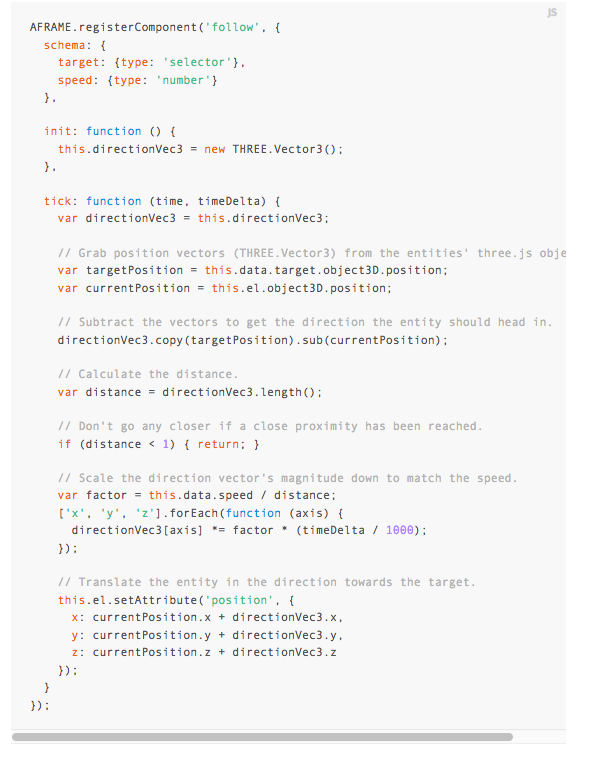 JS
AFRAME.registerComponent('follow', {
  schema: {
    target: {type: 'selector'},
    speed: {type: 'number'}
  },

  init: function () {
    this.directionVec3 = new THREE.Vector3();
  },

  tick: function (time, timeDelta) {
    var directionVec3 = this.directionVec3;

    // Grab position vectors (THREE.Vector3) from the entities' three.js obje
    var targetPosition = this.data.target.object3D.position;
    var currentPosition = this.el.object3D.position;

    // Subtract the vectors to get the direction the entity should head in.
    directionVec3.copy(targetPosition).sub(currentPosition);

    // Calculate the distance.
    var distance = directionVec3.length();

    // Don't go any closer if a close proximity has been reached.
    if (distance < 1) { return; }

    // Scale the direction vector's magnitude down to match the speed.
    var factor = this.data.speed / distance;
    ['x', 'y', 'z'].forEach(function (axis) {
      directionVec3[axis] *= factor * (timeDelta / 1000);
    });

    // Translate the entity in the direction towards the target.
    this.el.setAttribute('position', {
      x: currentPosition.x + directionVec3.x,
      y: currentPosition.y + directionVec3.y,
      z: currentPosition.z + directionVec3.z
    });
  }
});